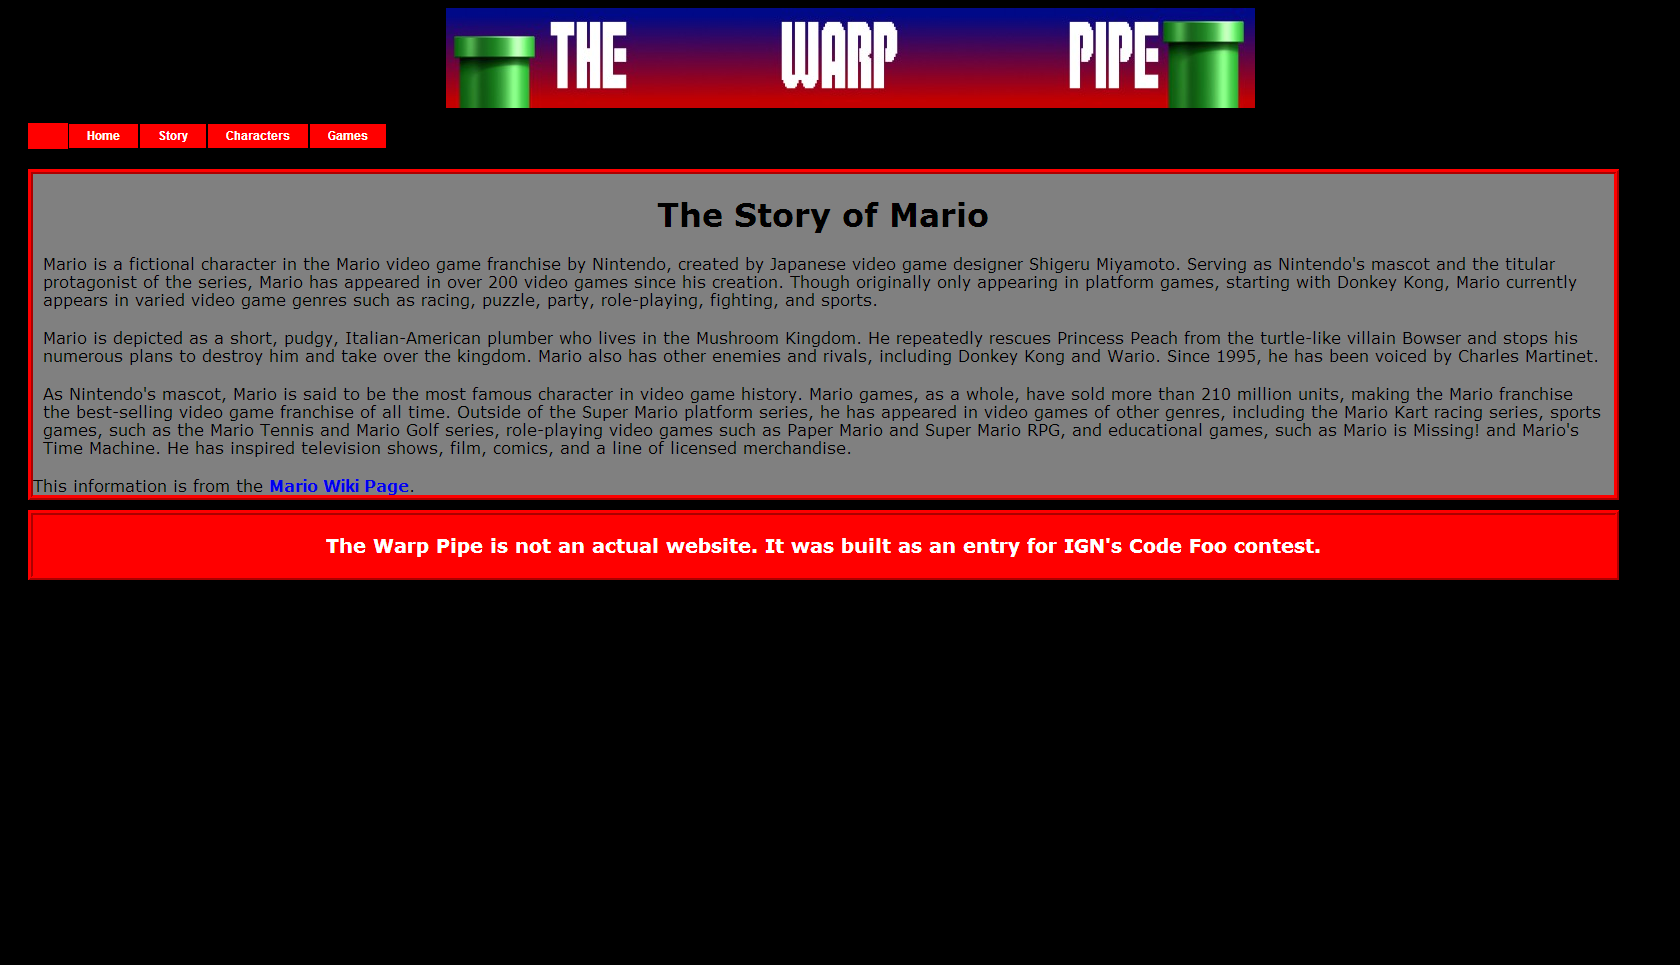 THE WARP PIPE
Home Story Characters Games
The Story of Mario
Mario is a fictional character in the Mario video game franchise by Nintendo, created by Japanese video game designer Shigeru Miyamoto. Serving as Nintendo's mascot and the titular
protagonist of the series, Mario has appeared in over 200 video games since his creation. Though originally only appearing in platform games, starting with Donkey Kong, Mario currently
appears in varied video game genres such as racing, puzzle, party, role-playing, fighting, and sports.
Mario is depicted as a short, pudgy, Italian-American plumber who lives in the Mushroom Kingdom. He repeatedly rescues Princess Peach from the turtle-like villain Bowser and stops his
numerous plans to destroy him and take over the kingdom. Mario also has other enemies and rivals, including Donkey Kong and Wario. Since 1995, he has been voiced by Charles Martinet.
As Nintendo's mascot, Mario is said to be the most famous character in video game history. Mario games, as a whole, have sold more than 210 million units, making the Mario franchise
the best-selling video game franchise of all time. Outside of the Super Mario platform series, he has appeared in video games of other genres, including the Mario Kart racing series, sports
games, such as the Mario Tennis and Mario Golf series, role-playing video games such as Paper Mario and Super Mario RPG, and educational games, such as Mario is Missing! and Mario's
Time Machine. He has inspired television shows, film, comics, and a line of licensed merchandise.
This information is from the Mario Wiki Page.
The Warp Pipe is not an actual website. It was built as an entry for IGN's Code Foo contest.